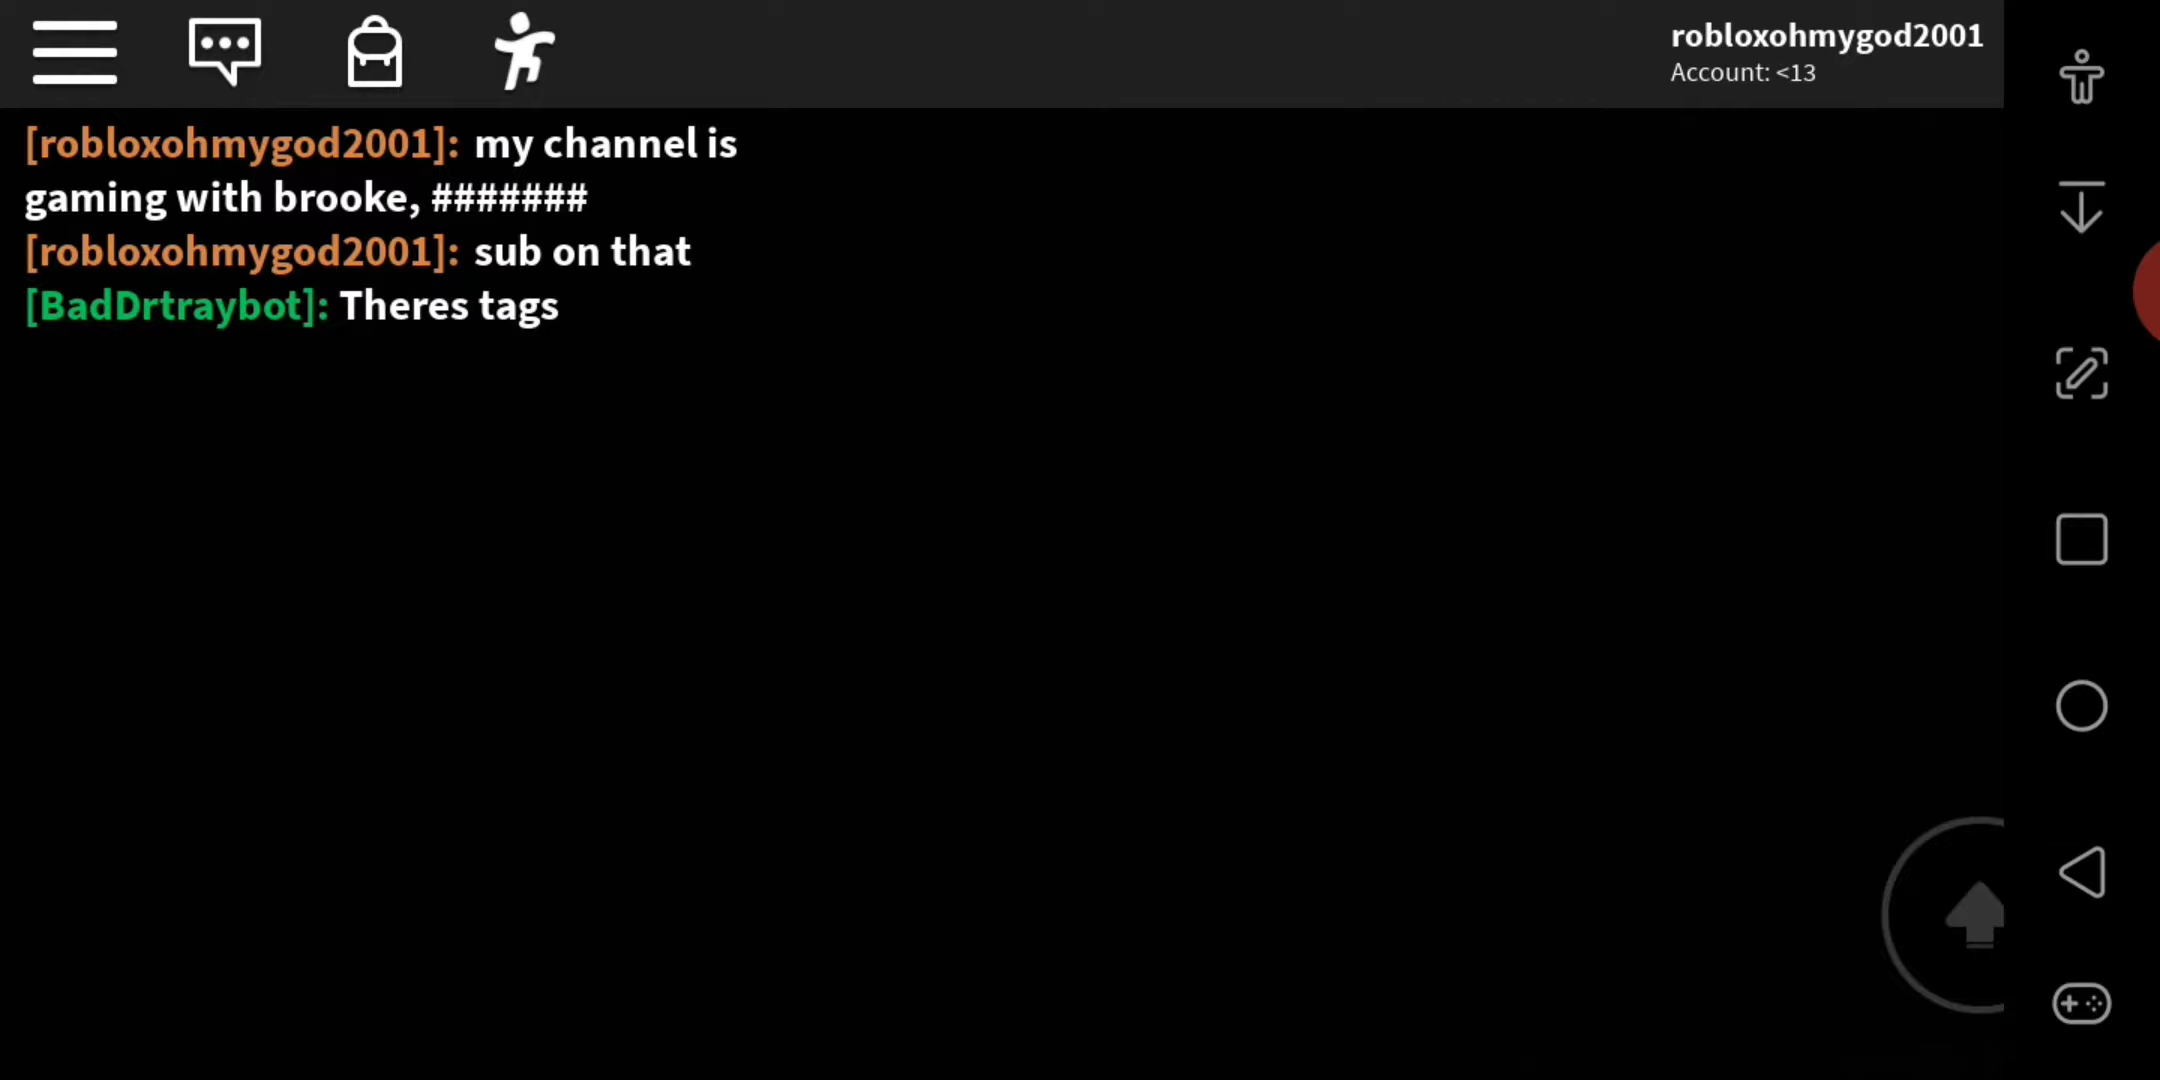 robloxohmygod2001
Account: <13
[robloxohmygod2001]: my channel is
gaming with brooke, #######
[robloxohmygod2001]: sub on that
[BadDrtraybot]: Theres tags